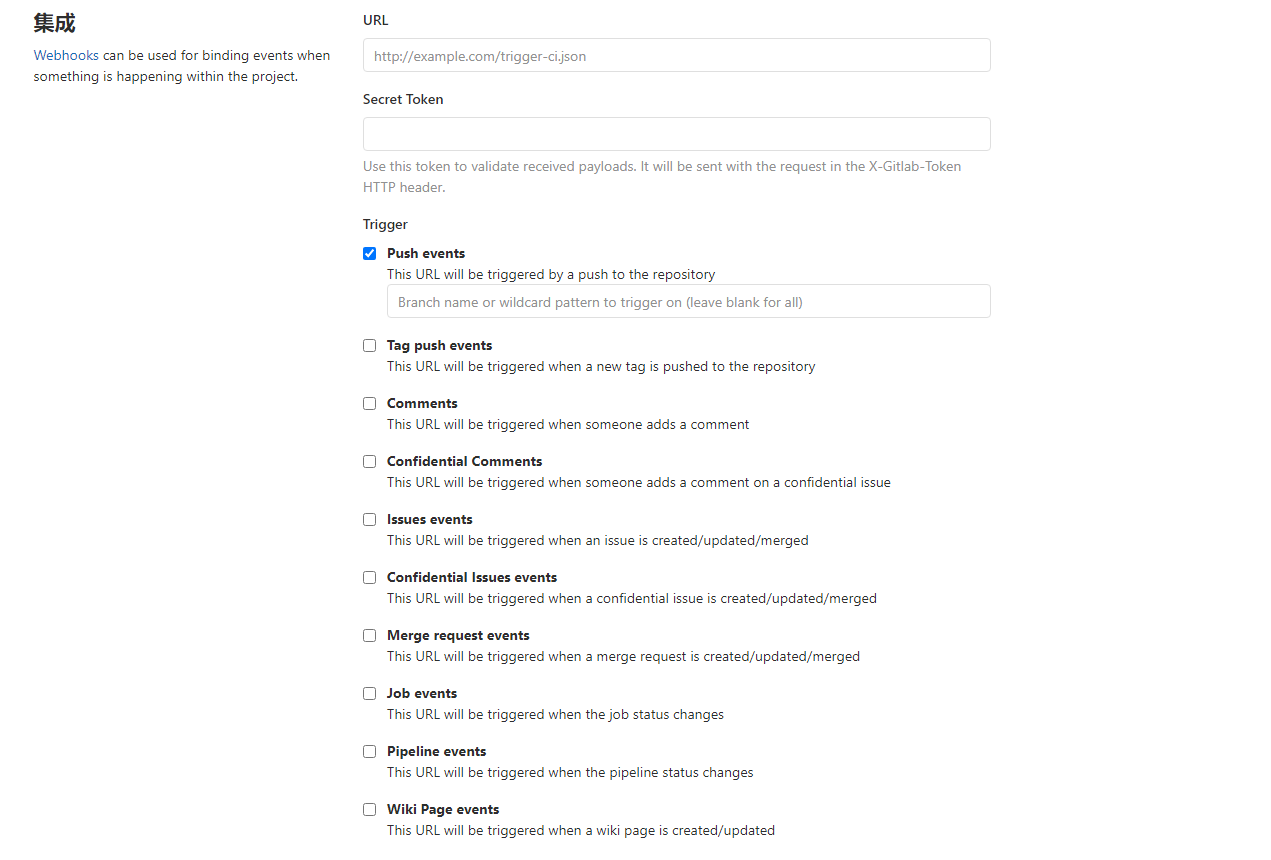 集成
Webhooks can be used for binding events when
something is happening within the project.
URL
http://example.com/trigger-ci.json
Secret Token
Use this token to validate received payloads. It will be sent with the request in the X-Gitlab-Token
HTTP header.
Trigger
Push events
This URL will be triggered by a push to the repository
Branch name or wildcard pattern to trigger on (leave blank for all)
Tag push events
This URL will be triggered when a new tag is pushed to the repository
Comments
This URL will be triggered when someone adds a comment
Confidential Comments
This URL will be triggered when someone adds a comment on a confidential issue
Issues events
This URL will be triggered when an issue is created/updated/merged
Confidential Issues events
This URL will be triggered when a confidential issue is created/updated/merged
Merge request events
This URL will be triggered when a merge request is created/updated/merged
Job events
This URL will be triggered when the job status changes
Pipeline events
This URL will be triggered when the pipeline status changes
Wiki Page events
This URL will be triggered when a wiki page is created/updated